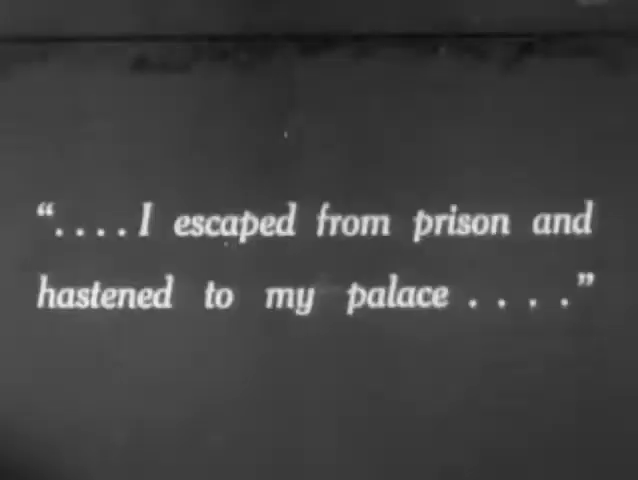 “....I escaped from prison and
hastened to my palace . . . .”